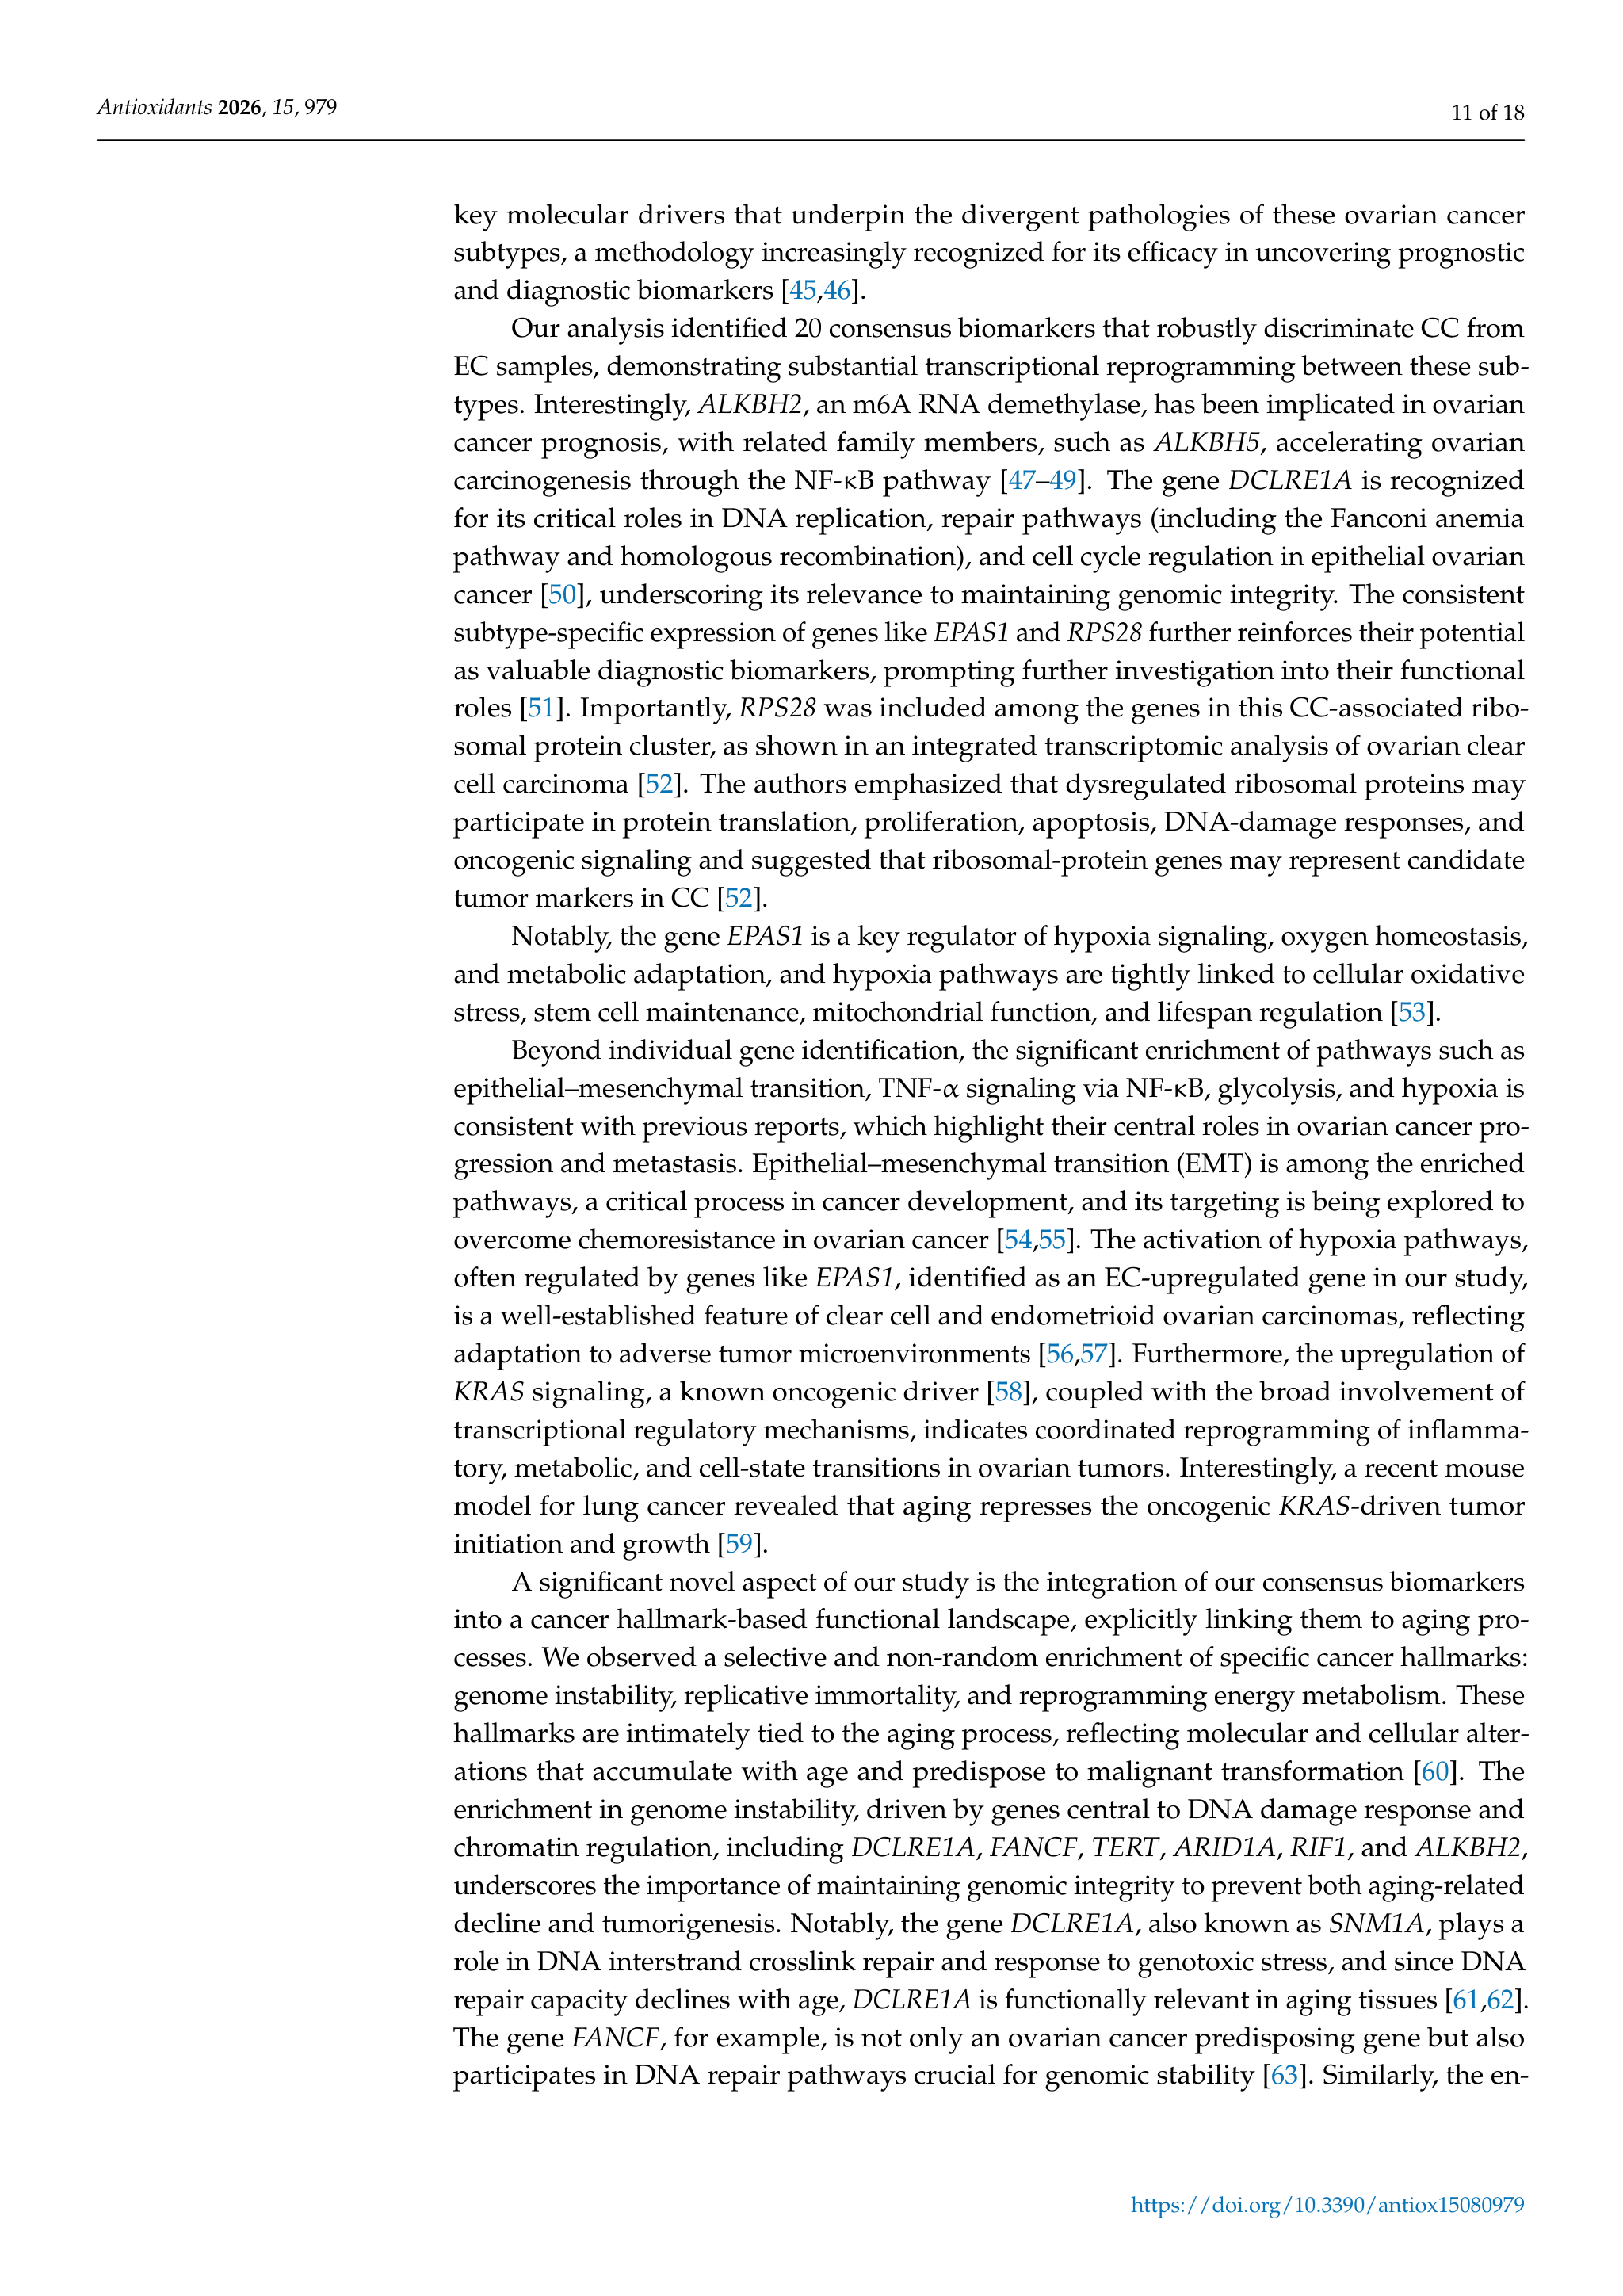 Antioxidants 2026, 15, 979
11 of 18
key molecular drivers that underpin the divergent pathologies of these ovarian cancer
subtypes, a methodology increasingly recognized for its efficacy in uncovering prognostic
and diagnostic biomarkers [45,46].
Our analysis identified 20 consensus biomarkers that robustly discriminate CC from
EC samples, demonstrating substantial transcriptional reprogramming between these sub-
types. Interestingly, ALKBH2, an m6A RNA demethylase, has been implicated in ovarian
cancer prognosis, with related family members, such as ALKBH5, accelerating ovarian
carcinogenesis through the NF-κB pathway [47–49]. The gene DCLRE1A is recognized
for its critical roles in DNA replication, repair pathways (including the Fanconi anemia
pathway and homologous recombination), and cell cycle regulation in epithelial ovarian
cancer [50], underscoring its relevance to maintaining genomic integrity. The consistent
subtype-specific expression of genes like EPAS1 and RPS28 further reinforces their potential
as valuable diagnostic biomarkers, prompting further investigation into their functional
roles [51]. Importantly, RPS28 was included among the genes in this CC-associated ribo-
somal protein cluster, as shown in an integrated transcriptomic analysis of ovarian clear
cell carcinoma [52]. The authors emphasized that dysregulated ribosomal proteins may
participate in protein translation, proliferation, apoptosis, DNA-damage responses, and
oncogenic signaling and suggested that ribosomal-protein genes may represent candidate
tumor markers in CC [52].
Notably, the gene EPAS1 is a key regulator of hypoxia signaling, oxygen homeostasis,
and metabolic adaptation, and hypoxia pathways are tightly linked to cellular oxidative
stress, stem cell maintenance, mitochondrial function, and lifespan regulation [53].
Beyond individual gene identification, the significant enrichment of pathways such as
epithelial–mesenchymal transition, TNF-α signaling via NF-κB, glycolysis, and hypoxia is
consistent with previous reports, which highlight their central roles in ovarian cancer pro-
gression and metastasis. Epithelial–mesenchymal transition (EMT) is among the enriched
pathways, a critical process in cancer development, and its targeting is being explored to
overcome chemoresistance in ovarian cancer [54,55]. The activation of hypoxia pathways,
often regulated by genes like EPAS1, identified as an EC-upregulated gene in our study,
is a well-established feature of clear cell and endometrioid ovarian carcinomas, reflecting
adaptation to adverse tumor microenvironments [56,57]. Furthermore, the upregulation of
KRAS signaling, a known oncogenic driver [58], coupled with the broad involvement of
transcriptional regulatory mechanisms, indicates coordinated reprogramming of inflamma-
tory, metabolic, and cell-state transitions in ovarian tumors. Interestingly, a recent mouse
model for lung cancer revealed that aging represses the oncogenic KRAS-driven tumor
initiation and growth [59].
A significant novel aspect of our study is the integration of our consensus biomarkers
into a cancer hallmark-based functional landscape, explicitly linking them to aging pro-
cesses. We observed a selective and non-random enrichment of specific cancer hallmarks:
genome instability, replicative immortality, and reprogramming energy metabolism. These
hallmarks are intimately tied to the aging process, reflecting molecular and cellular alter-
ations that accumulate with age and predispose to malignant transformation [60]. The
enrichment in genome instability, driven by genes central to DNA damage response and
chromatin regulation, including DCLRE1A, FANCF, TERT, ARID1A, RIF1, and ALKBH2,
underscores the importance of maintaining genomic integrity to prevent both aging-related
decline and tumorigenesis. Notably, the gene DCLRE1A, also known as SNM1A, plays a
role in DNA interstrand crosslink repair and response to genotoxic stress, and since DNA
repair capacity declines with age, DCLRE1A is functionally relevant in aging tissues [61,62].
The gene FANCF, for example, is not only an ovarian cancer predisposing gene but also
participates in DNA repair pathways crucial for genomic stability [63]. Similarly, the en-
https://doi.org/10.3390/antiox15080979